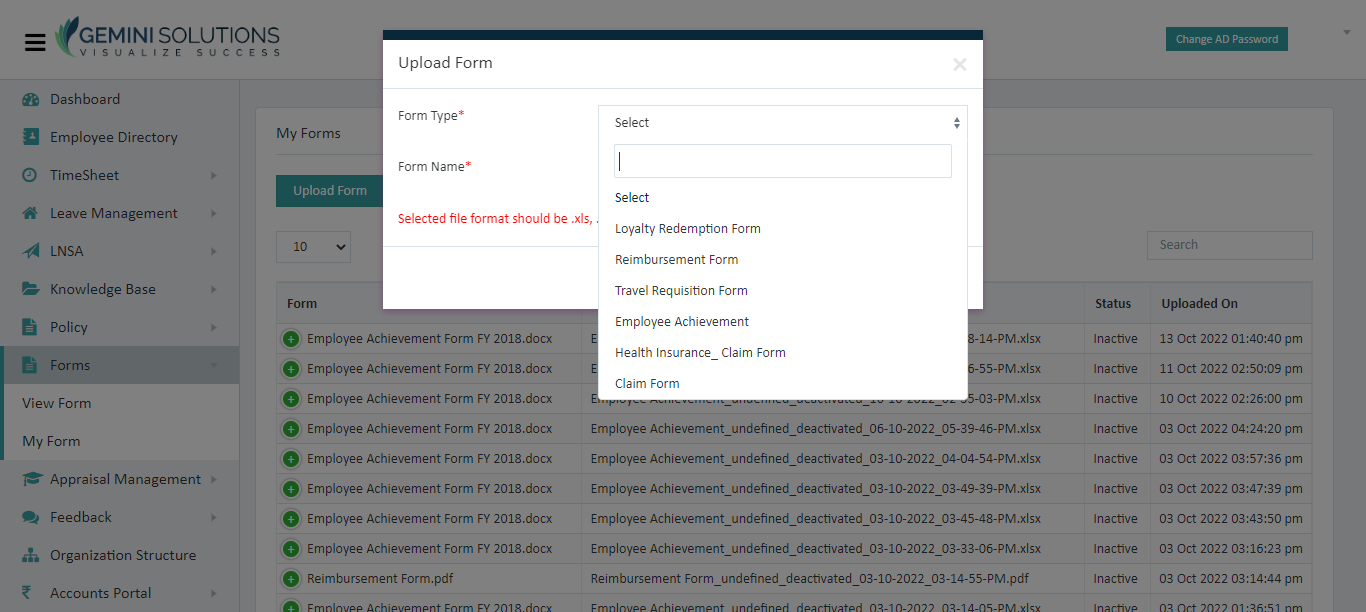 GEMINI SOLUTIONS
VISUALIZE SUCCESS
Change AD Password
Dashboard
Employee Directory
TimeSheet
Leave Management
LNSA
Knowledge Base
Policy
Forms
View Form
My Form
Appraisal Management
Feedback
Organization Structure
Accounts Portal
My Forms
Upload Form
10
Search
Upload Form
×
Form Type*
Form Name*
Selected file format should be .xls, .
Select
Select
Loyalty Redemption Form
Reimbursement Form
Travel Requisition Form
Employee Achievement
Health Insurance_ Claim Form
Claim Form
Form Status Uploaded On
Employee Achievement Form FY 2018.docx 8-14-PM.xlsx Inactive 13 Oct 2022 01:40:40 pm
Employee Achievement Form FY 2018.docx 6-55-PM.xlsx Inactive 11 Oct 2022 02:50:09 pm
Employee Achievement Form FY 2018.docx Employee Achievement_undefined_deactivated_10-10-2022_02-35-03-PM.xlsx Inactive 10 Oct 2022 02:26:00 pm
Employee Achievement Form FY 2018.docx Employee Achievement_undefined_deactivated_06-10-2022_05-39-46-PM.xlsx Inactive 03 Oct 2022 04:24:20 pm
Employee Achievement Form FY 2018.docx Employee Achievement_undefined_deactivated_03-10-2022_04-04-54-PM.xlsx Inactive 03 Oct 2022 03:57:36 pm
Employee Achievement Form FY 2018.docx Employee Achievement_undefined_deactivated_03-10-2022_03-49-39-PM.xlsx Inactive 03 Oct 2022 03:47:39 pm
Employee Achievement Form FY 2018.docx Employee Achievement_undefined_deactivated_03-10-2022_03-45-48-PM.xlsx Inactive 03 Oct 2022 03:43:50 pm
Employee Achievement Form FY 2018.docx Employee Achievement_undefined_deactivated_03-10-2022_03-33-06-PM.xlsx Inactive 03 Oct 2022 03:16:23 pm
Reimbursement Form.pdf Reimbursement Form_undefined_deactivated_03-10-2022_03-14-55-PM.pdf Inactive 03 Oct 2022 03:14:44 pm
Employee Achievement Form FY 2018.docx Employee Achievement_undefined_deactivated_03-10-2022_03-14-05-PM.xlsx Inactive 03 Oct 2022 01:36:51 pm